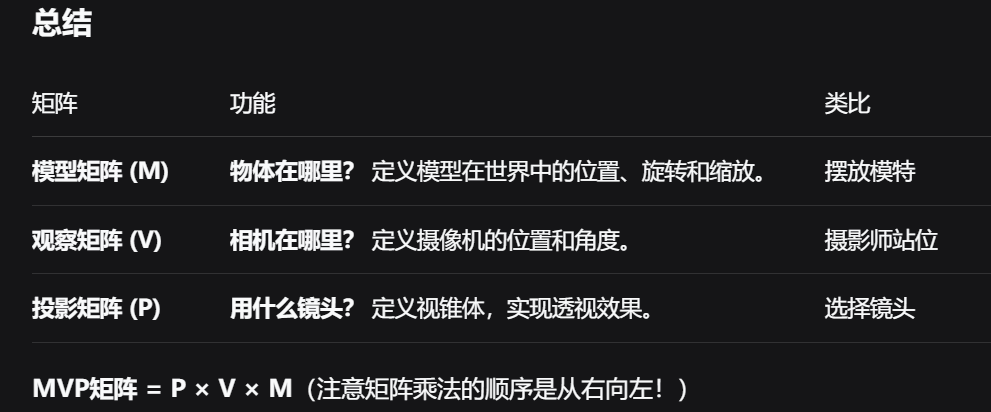 总结
矩阵 功能 类比
模型矩阵 (M) 物体在哪里？ 定义模型在世界中的位置、旋转和缩放。 摆放模特
观察矩阵 (V) 相机在哪里？ 定义摄像机的位置和角度。 摄影师站位
投影矩阵 (P) 用什么镜头？ 定义视锥体，实现透视效果。 选择镜头
MVP矩阵 = P × V × M（注意矩阵乘法的顺序是从右向左！）